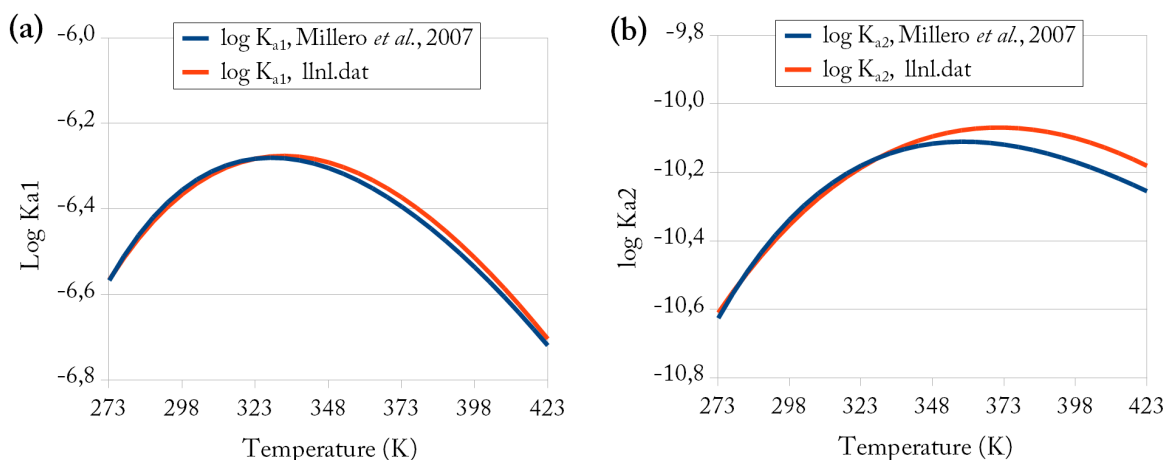 (a)
-6,0
-6,2
-6,4
-6,6
-6,8
Log Ka1
log Ka1, Millero et al., 2007
log Ka1, llnl.dat
273 298 323 348 373 398 423
Temperature (K)
(b)
-9,8
-10,0
-10,2
-10,4
-10,6
-10,8
log Ka2
log Ka2, Millero et al., 2007
log Ka2, llnl.dat
273 298 323 348 373 398 423
Temperature (K)